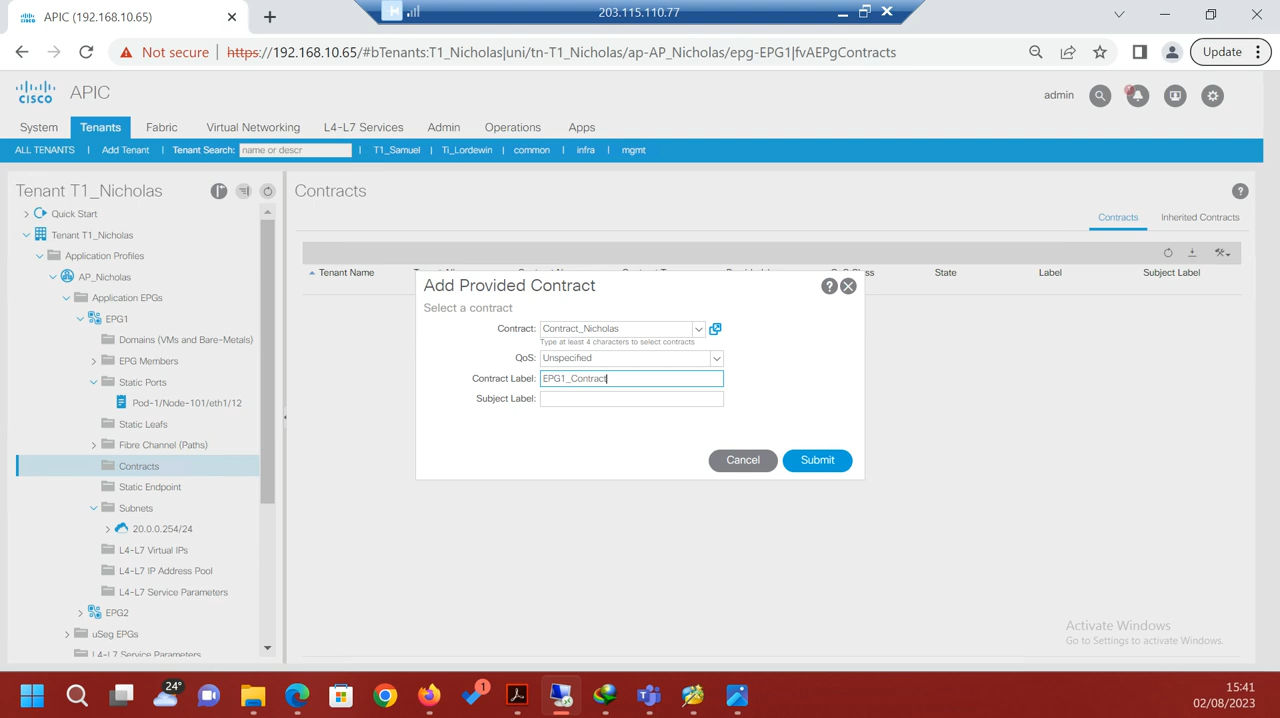 APIC (192.168.10.65)
203.115.110.77
Not secure
https://192.168.10.65/#bTenants:T1_Nicholas|uni/tn-T1_Nicholas/ap-AP_Nicholas/epg-EPG1|fvAEPgContracts
Update
CISCO
APIC
admin
System Tenants Fabric Virtual Networking L4-L7 Services Admin Operations Apps
ALL TENANTS | Add Tenant | Tenant Search: name or descr | T1_Samuel | Ti_Lordewin | common | infra | mgmt
Tenant T1_Nicholas
Quick Start
Tenant T1_Nicholas
Application Profiles
AP_Nicholas
Application EPGs
EPG1
Domains (VMs and Bare-Metals)
EPG Members
Static Ports
Pod-1/Node-101/eth1/12
Static Leafs
Fibre Channel (Paths)
Contracts
Static Endpoint
Subnets
20.0.0.254/24
L4-L7 Virtual IPs
L4-L7 IP Address Pool
L4-L7 Service Parameters
EPG2
uSeg EPGs
L4-L7 Service Parameters
Contracts
Contracts Inherited Contracts
Tenant Name State Label Subject Label
Add Provided Contract
Select a contract
Contract: Contract_Nicholas
Type at least 4 characters to select contracts
QoS: Unspecified
Contract Label: EPG1_Contract
Subject Label:
Cancel Submit
Activate Windows
Go to Settings to activate Windows.
24°
1
15:41
02/08/2023